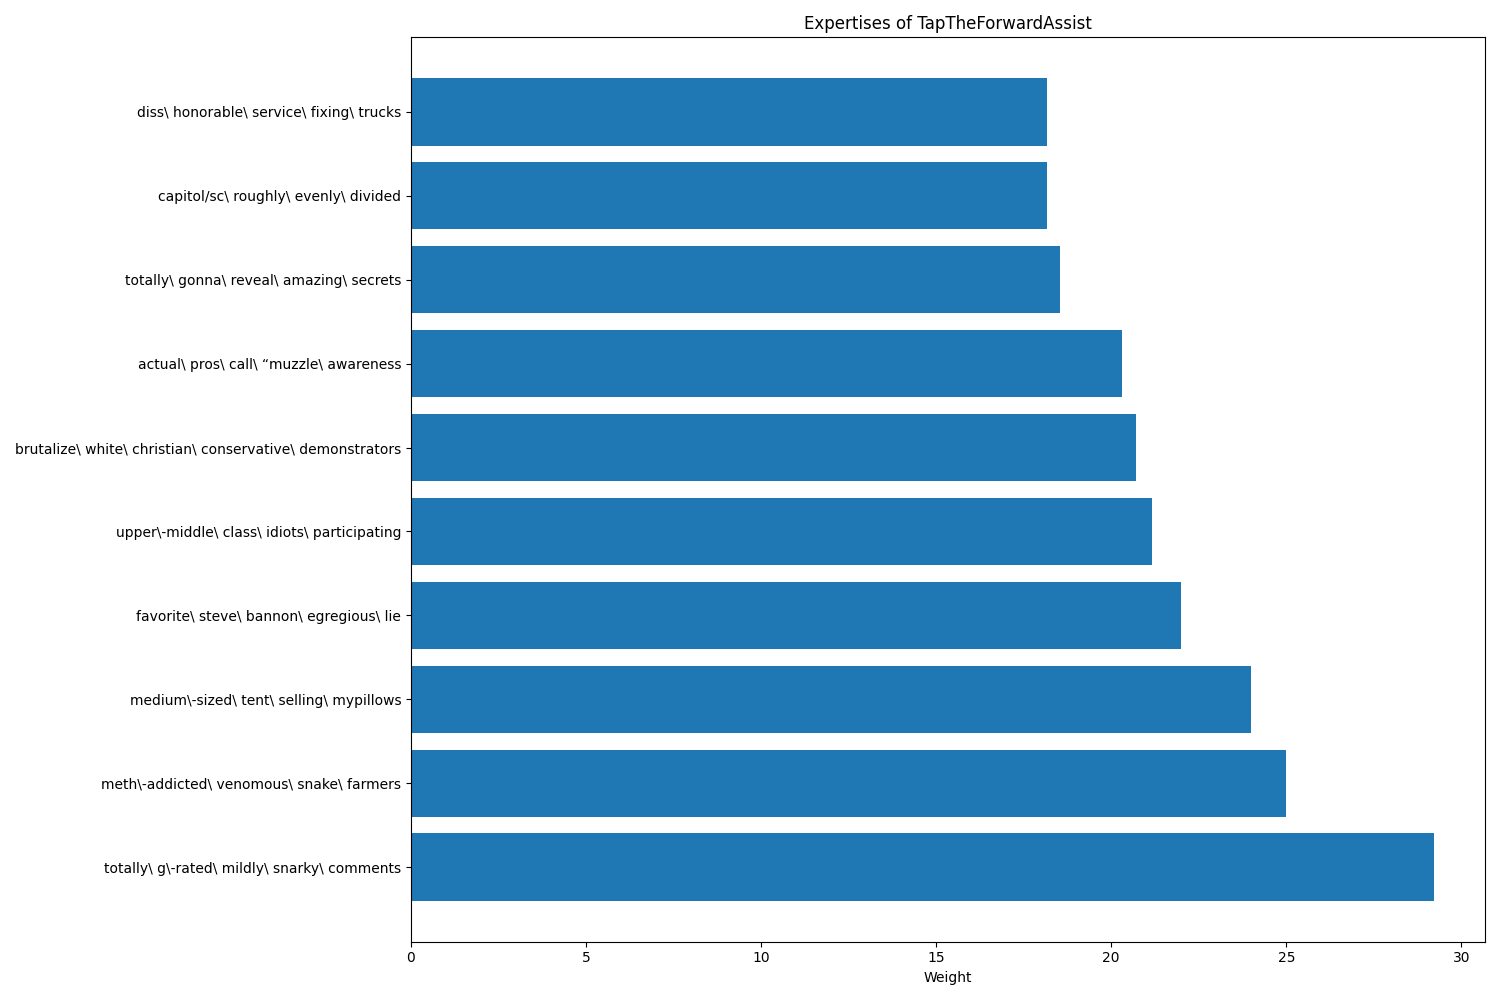 Expertises of TapTheForwardAssist
diss\ honorable\ service\ fixing\ trucks
capitol/sc\ roughly\ evenly\ divided
totally\ gonna\ reveal\ amazing\ secrets
actual\ pros\ call\ “muzzle\ awareness
brutalize\ white\ christian\ conservative\ demonstrators
upper\-middle\ class\ idiots\ participating
favorite\ steve\ bannon\ egregious\ lie
medium\-sized\ tent\ selling\ mypillows
meth\-addicted\ venomous\ snake\ farmers
totally\ g\-rated\ mildly\ snarky\ comments
0 5 10 15 20 25 30
Weight